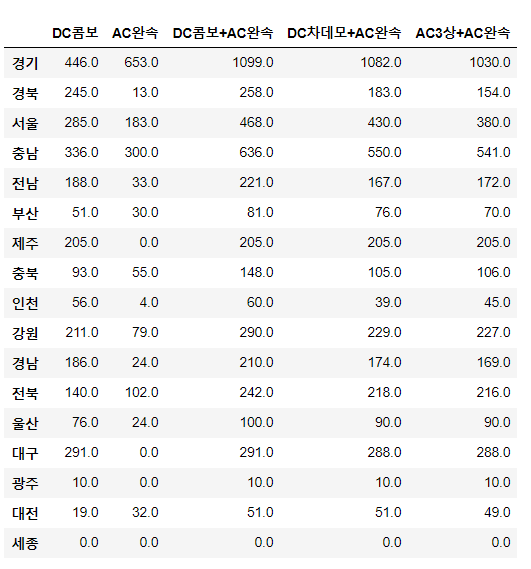 DC콤보 AC완속 DC콤보+AC완속 DC차데모+AC완속 AC3상+AC완속
경기 446.0 653.0 1099.0 1082.0 1030.0
경북 245.0 13.0 258.0 183.0 154.0
서울 285.0 183.0 468.0 430.0 380.0
충남 336.0 300.0 636.0 550.0 541.0
전남 188.0 33.0 221.0 167.0 172.0
부산 51.0 30.0 81.0 76.0 70.0
제주 205.0 0.0 205.0 205.0 205.0
충북 93.0 55.0 148.0 105.0 106.0
인천 56.0 4.0 60.0 39.0 45.0
강원 211.0 79.0 290.0 229.0 227.0
경남 186.0 24.0 210.0 174.0 169.0
전북 140.0 102.0 242.0 218.0 216.0
울산 76.0 24.0 100.0 90.0 90.0
대구 291.0 0.0 291.0 288.0 288.0
광주 10.0 0.0 10.0 10.0 10.0
대전 19.0 32.0 51.0 51.0 49.0
세종 0.0 0.0 0.0 0.0 0.0